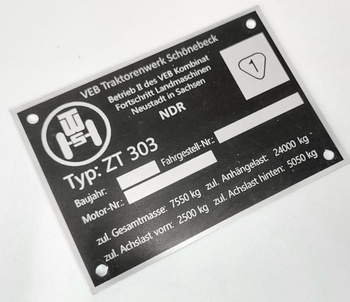 VEB Traktorenwerk Schönebeck
Betrieb II des VEB Kombinat
Fortschritt Landmaschinen
Neustadt in Sachsen
NDR
1
Typ: ZT 303
Baujahr:
Fahrgestell-Nr.:
Motor-Nr.:
zul. Gesamtmasse: 7550 kg zul. Anhängelast: 24000 kg
zul. Achslast vorn: 2500 kg zul. Achslast hinten: 5050 kg